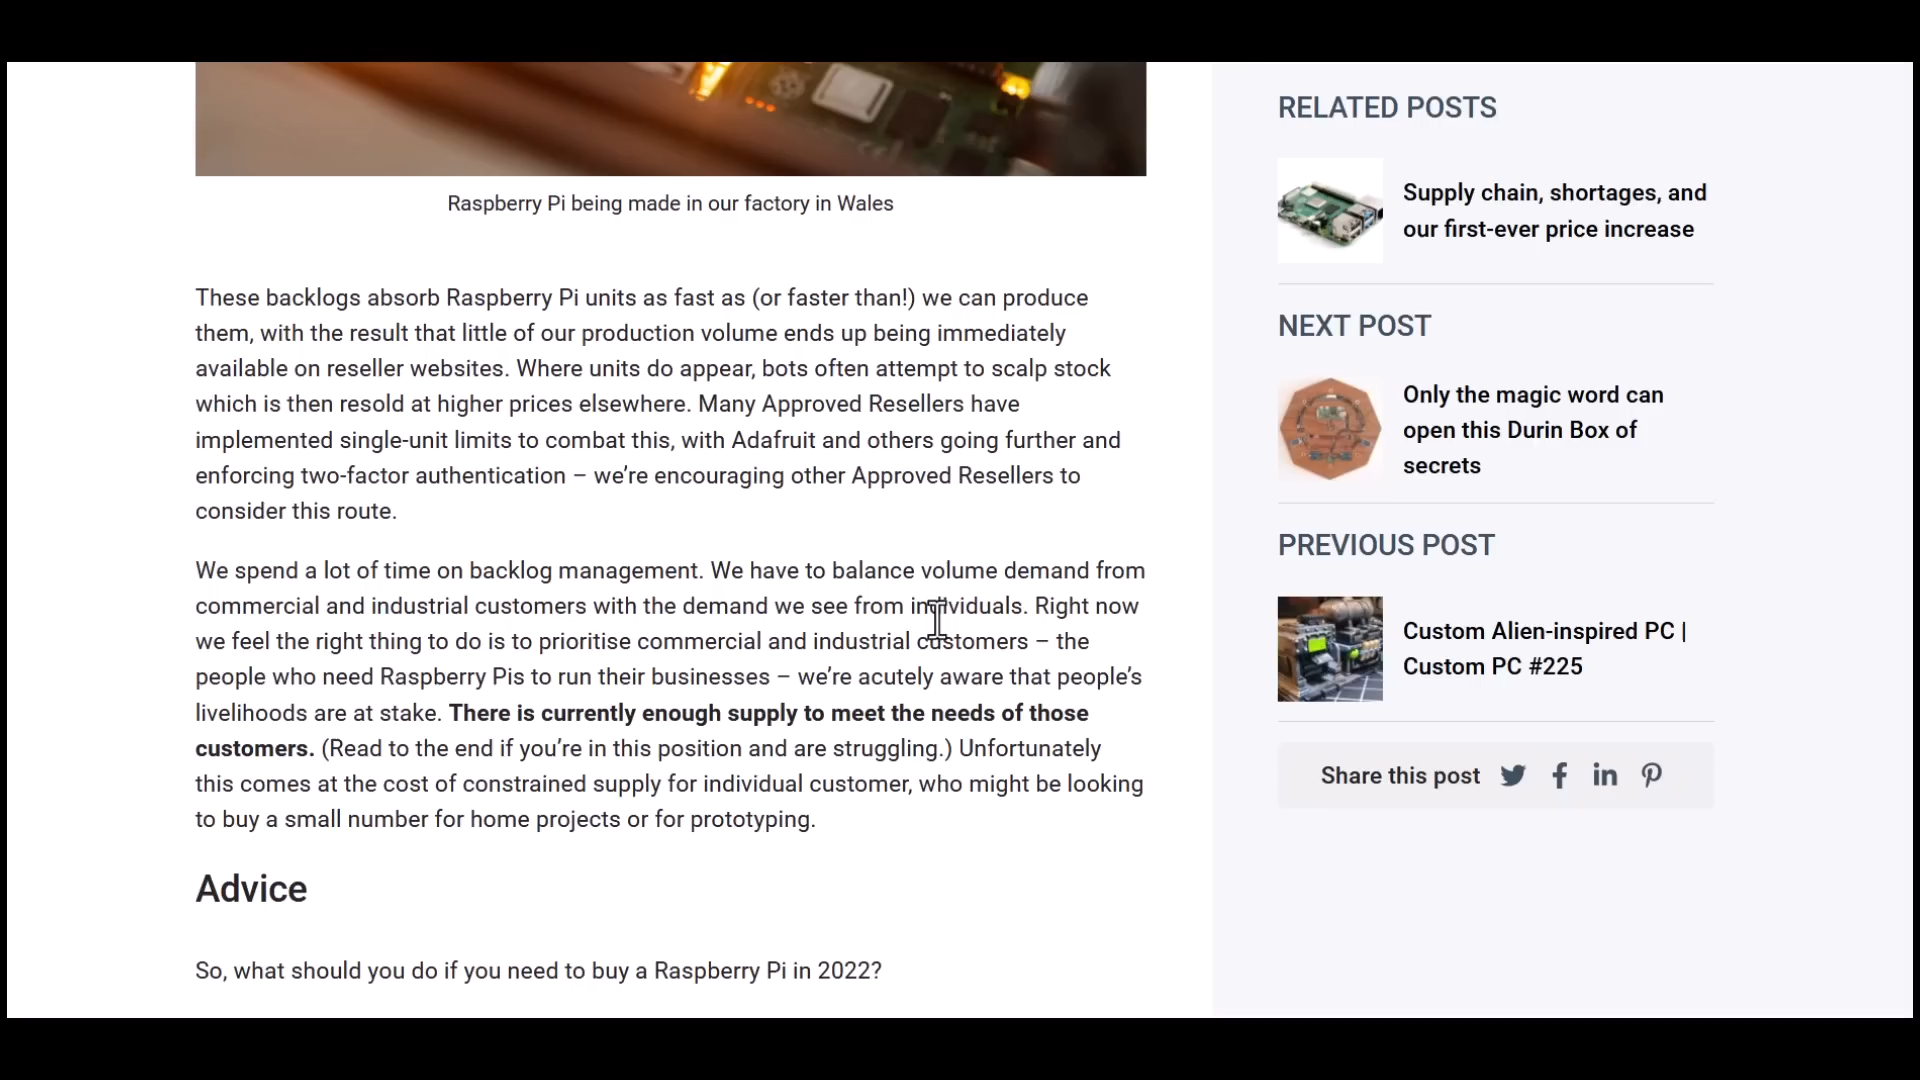 Raspberry Pi being made in our factory in Wales
These backlogs absorb Raspberry Pi units as fast as (or faster than!) we can produce
them, with the result that little of our production volume ends up being immediately
available on reseller websites. Where units do appear, bots often attempt to scalp stock
which is then resold at higher prices elsewhere. Many Approved Resellers have
implemented single-unit limits to combat this, with Adafruit and others going further and
enforcing two-factor authentication – we’re encouraging other Approved Resellers to
consider this route.
We spend a lot of time on backlog management. We have to balance volume demand from
commercial and industrial customers with the demand we see from individuals. Right now
we feel the right thing to do is to prioritise commercial and industrial customers – the
people who need Raspberry Pis to run their businesses – we’re acutely aware that people’s
livelihoods are at stake. There is currently enough supply to meet the needs of those
customers. (Read to the end if you’re in this position and are struggling.) Unfortunately
this comes at the cost of constrained supply for individual customer, who might be looking
to buy a small number for home projects or for prototyping.
Advice
So, what should you do if you need to buy a Raspberry Pi in 2022?
RELATED POSTS
Supply chain, shortages, and
our first-ever price increase
NEXT POST
Only the magic word can
open this Durin Box of
secrets
PREVIOUS POST
Custom Alien-inspired PC |
Custom PC #225
Share this post